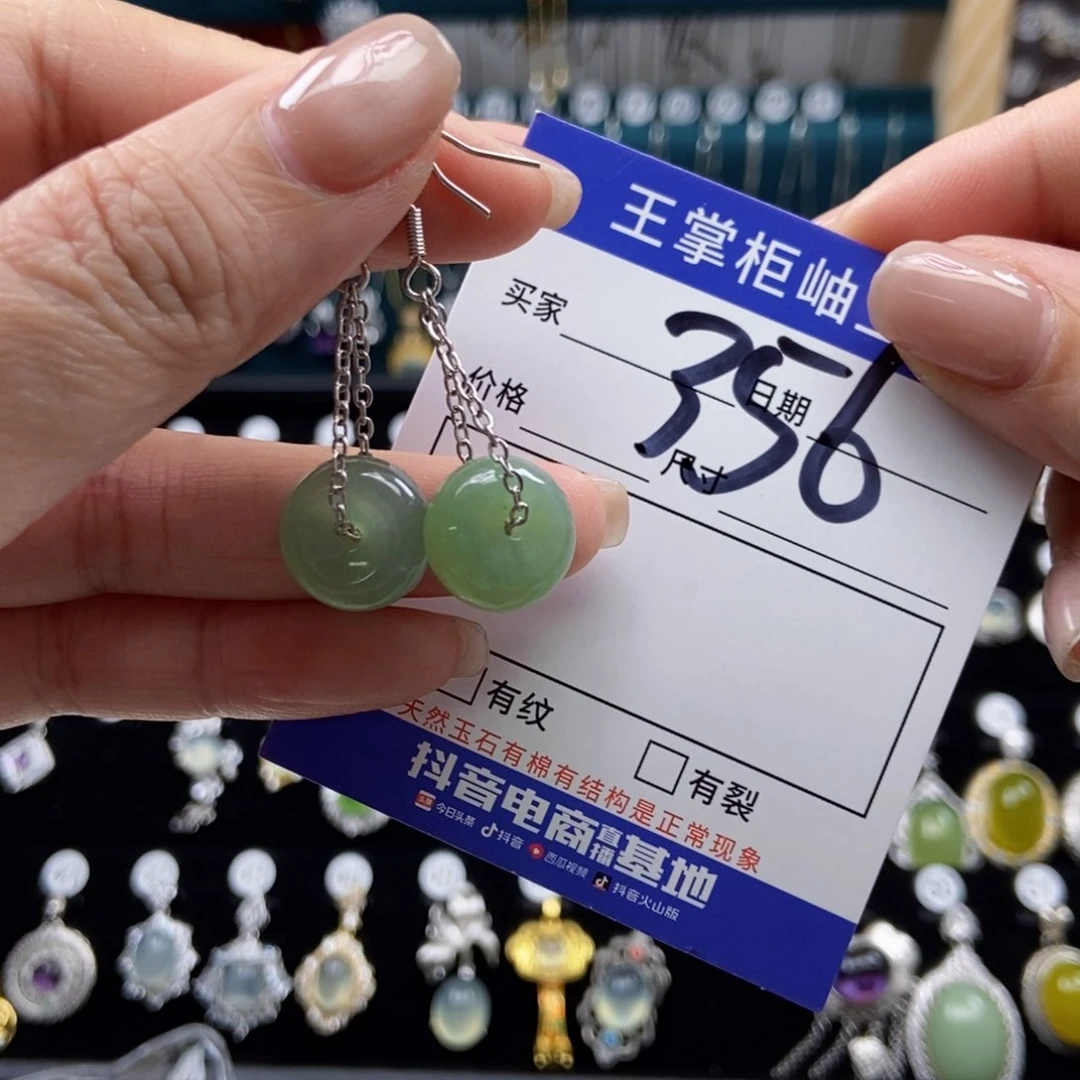 王掌柜岫
买家
日期
356
价格
尺寸
有纹
有裂
天然玉石有棉有结构是正常现象
抖音电商直播基地
今日头条 抖音 西瓜视频 抖音火山版